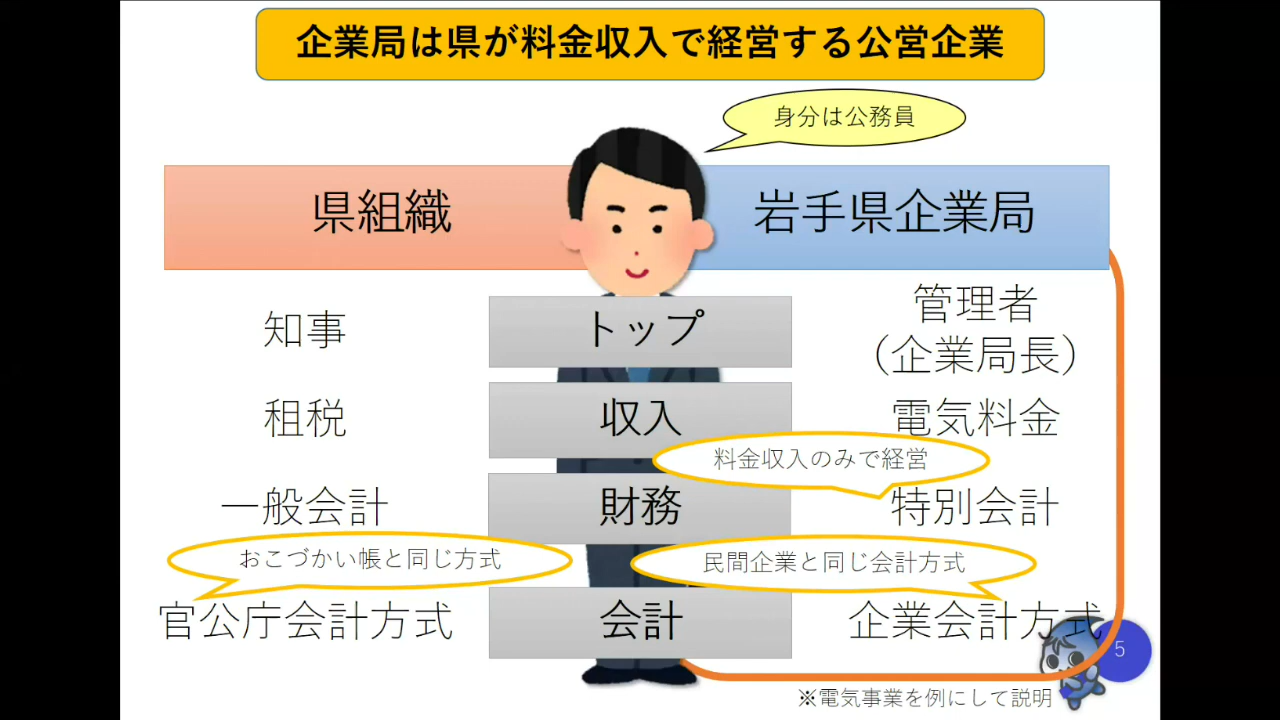 企業局は県が料金収入で経営する公営企業
身分は公務員
県組織
岩手県企業局
知事
トップ
管理者
（企業局長）
租税
収入
電気料金
料金収入のみで経営
一般会計
財務
特別会計
おこづかい帳と同じ方式
民間企業と同じ会計方式
官公庁会計方式
会計
企業会計方式
5
※電気事業を例にして説明